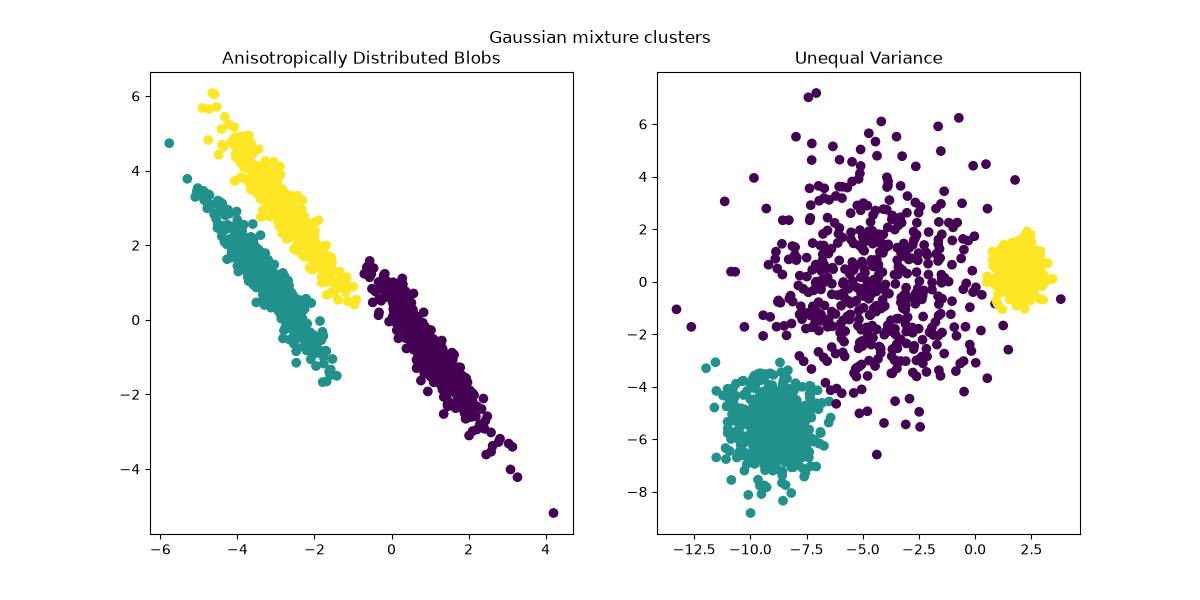 Gaussian mixture clusters
Anisotropically Distributed Blobs
6
4
2
0
−2
−4
−6 −4 −2 0 2 4
Unequal Variance
6
4
2
0
−2
−4
−6
−8
−12.5 −10.0 −7.5 −5.0 −2.5 0.0 2.5